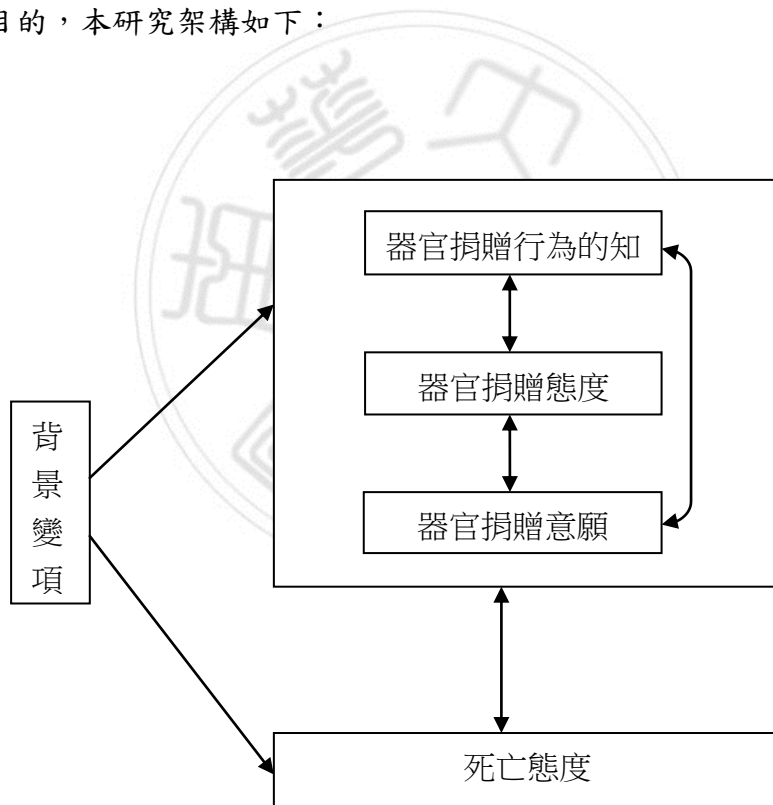 目的，本研究架構如下：
器官捐贈行為的知
器官捐贈態度
器官捐贈意願
背景變項
死亡態度